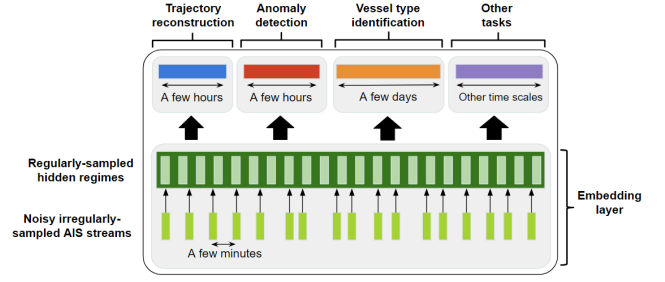 Trajectory
reconstruction
Anomaly
detection
Vessel type
identification
Other
tasks
A few hours
A few hours
A few days
Other time scales
Regularly-sampled
hidden regimes
Noisy irregularly-
sampled AIS streams
A few minutes
Embedding
layer